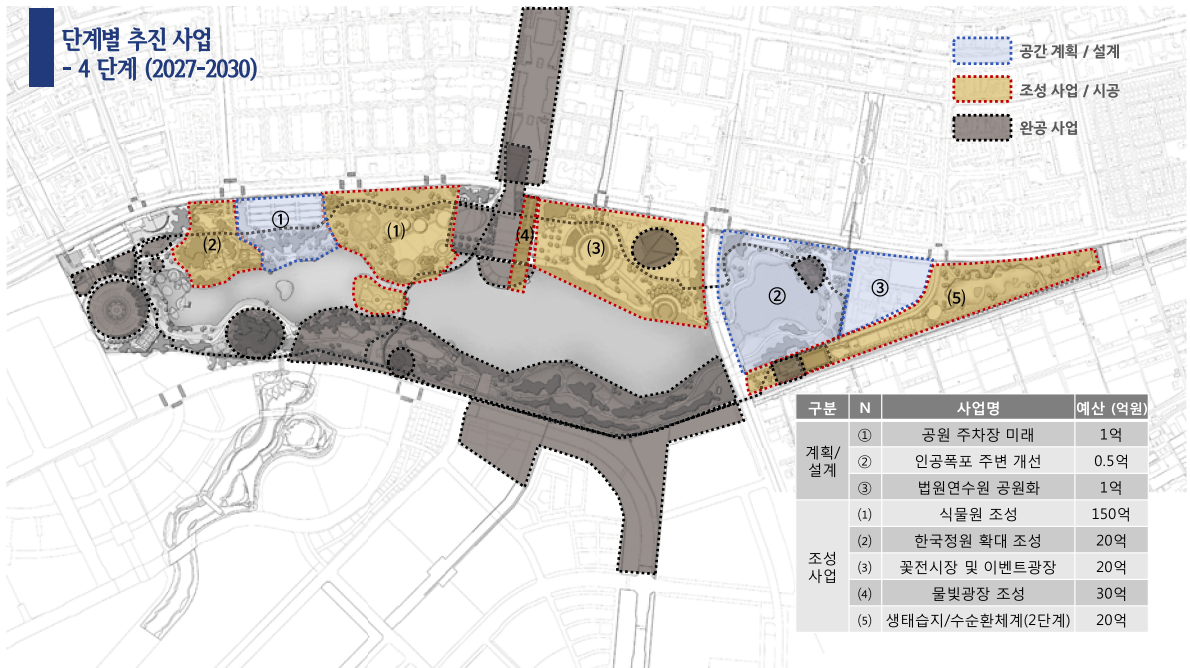 단계별 추진 사업
- 4 단계 (2027-2030)
공간 계획 / 설계
조성 사업 / 시공
완공 사업
①
(1)
(2)
(4)
(3)
②
③
(5)
구분 N 사업명 예산 (억원)
계획/
설계
① 공원 주차장 미래 1억
② 인공폭포 주변 개선 0.5억
③ 법원연수원 공원화 1억
조성
사업
(1) 식물원 조성 150억
(2) 한국정원 확대 조성 20억
(3) 꽃전시장 및 이벤트광장 20억
(4) 물빛광장 조성 30억
(5) 생태습지/수순환체계(2단계) 20억